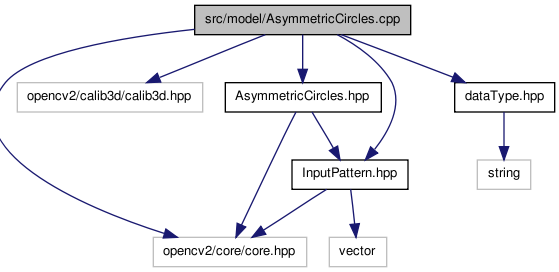 src/model/AsymmetricCircles.cpp
opencv2/calib3d/calib3d.hpp
AsymmetricCircles.hpp
dataType.hpp
InputPattern.hpp
string
opencv2/core/core.hpp
vector